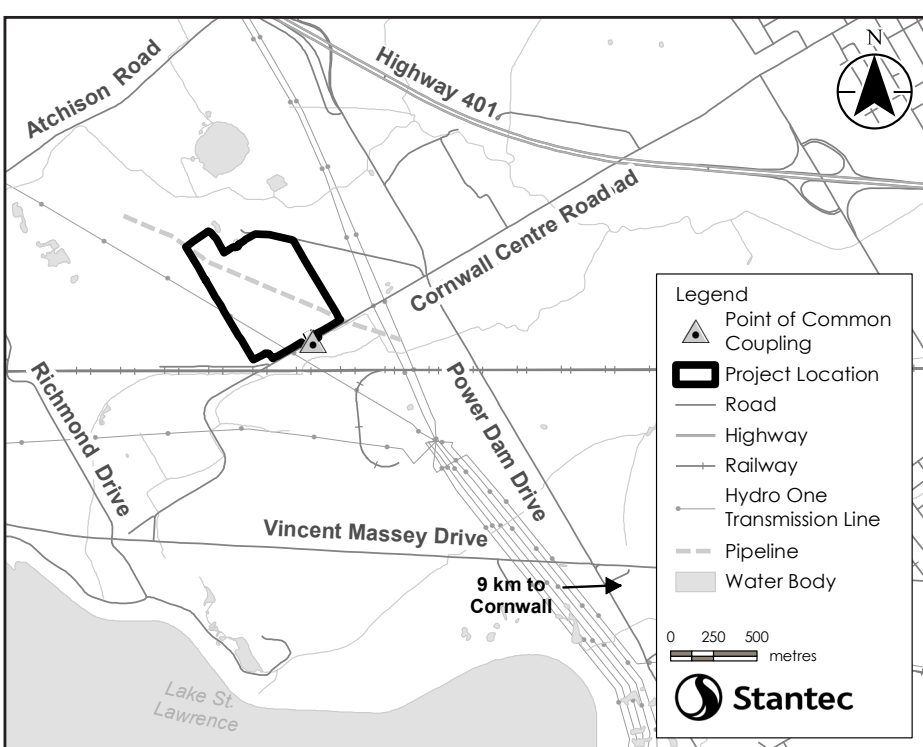 Atchison Road
Highway 401
N
Cornwall Centre Road ad
Richmond Drive
Power Dam Drive
Vincent Massey Drive
9 km to
Cornwall
Lake St.
Lawrence
Legend
Point of Common
Coupling
Project Location
Road
Highway
Railway
Hydro One
Transmission Line
Pipeline
Water Body
0 250 500
metres
Stantec